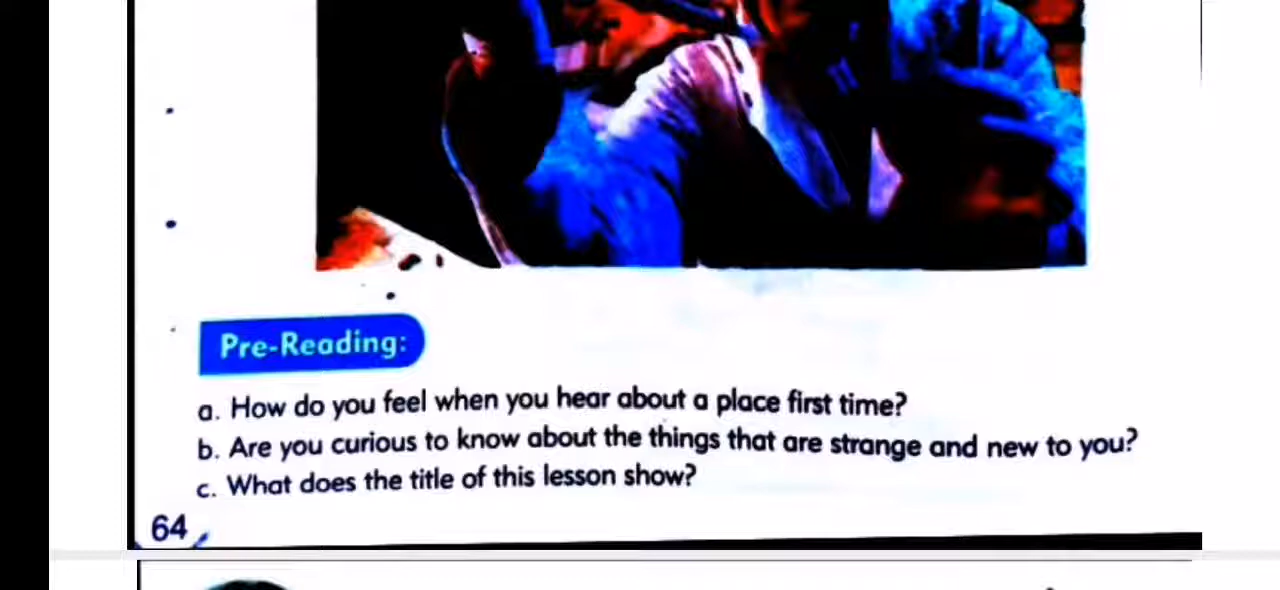 Pre-Reading:
a. How do you feel when you hear about a place first time?
b. Are you curious to know about the things that are strange and new to you?
c. What does the title of this lesson show?
64